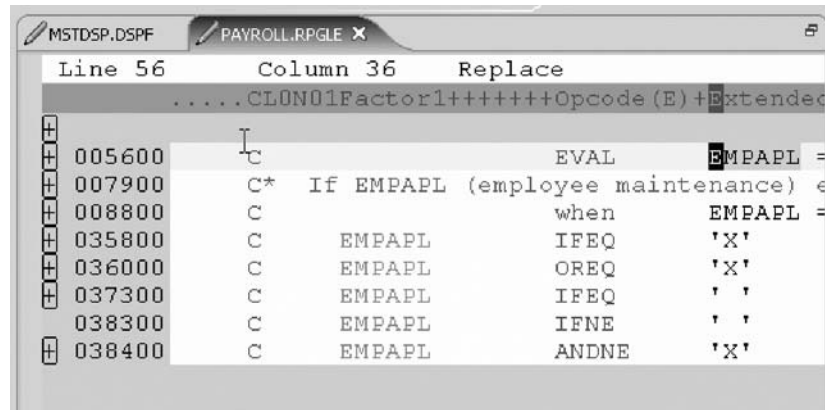 MSTDSP.DSPF PAYROLL.RPGLE
Line 56 Column 36 Replace
.....CL0N01Factor1+++++++Opcode(E)+Extended
005600 C EVAL EMPAPL =
007900 C* If EMPAPL (employee maintenance) e
008800 C when EMPAPL =
035800 C EMPAPL IFEQ 'X'
036000 C EMPAPL OREQ 'X'
037300 C EMPAPL IFEQ ' '
038300 C EMPAPL IFNE ' '
038400 C EMPAPL ANDNE 'X'